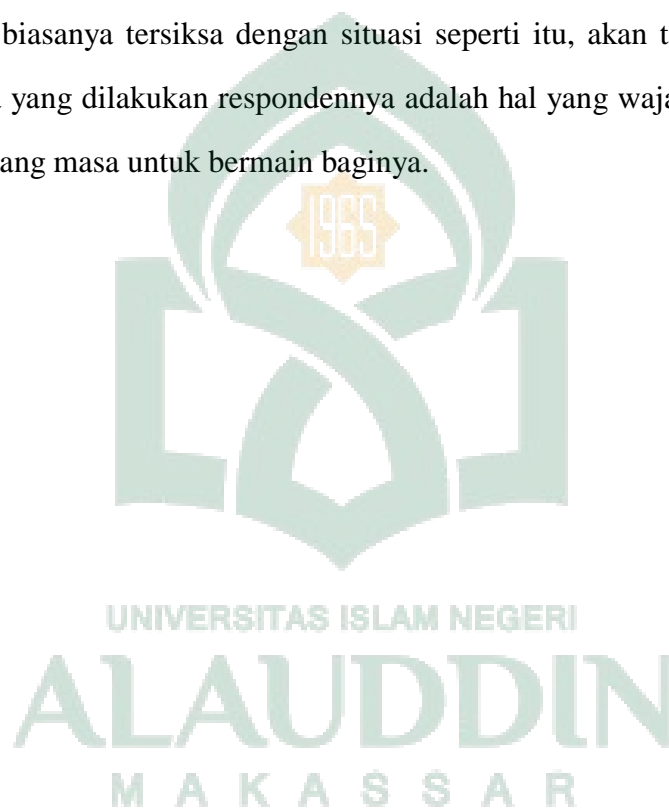 biasanya tersiksa dengan situasi seperti itu, akan
yang dilakukan respondennya adalah hal yang
ang masa untuk bermain baginya.
1965
UNIVERSITAS ISLAM NEGERI
ALAUDDIN
MAKASSAR